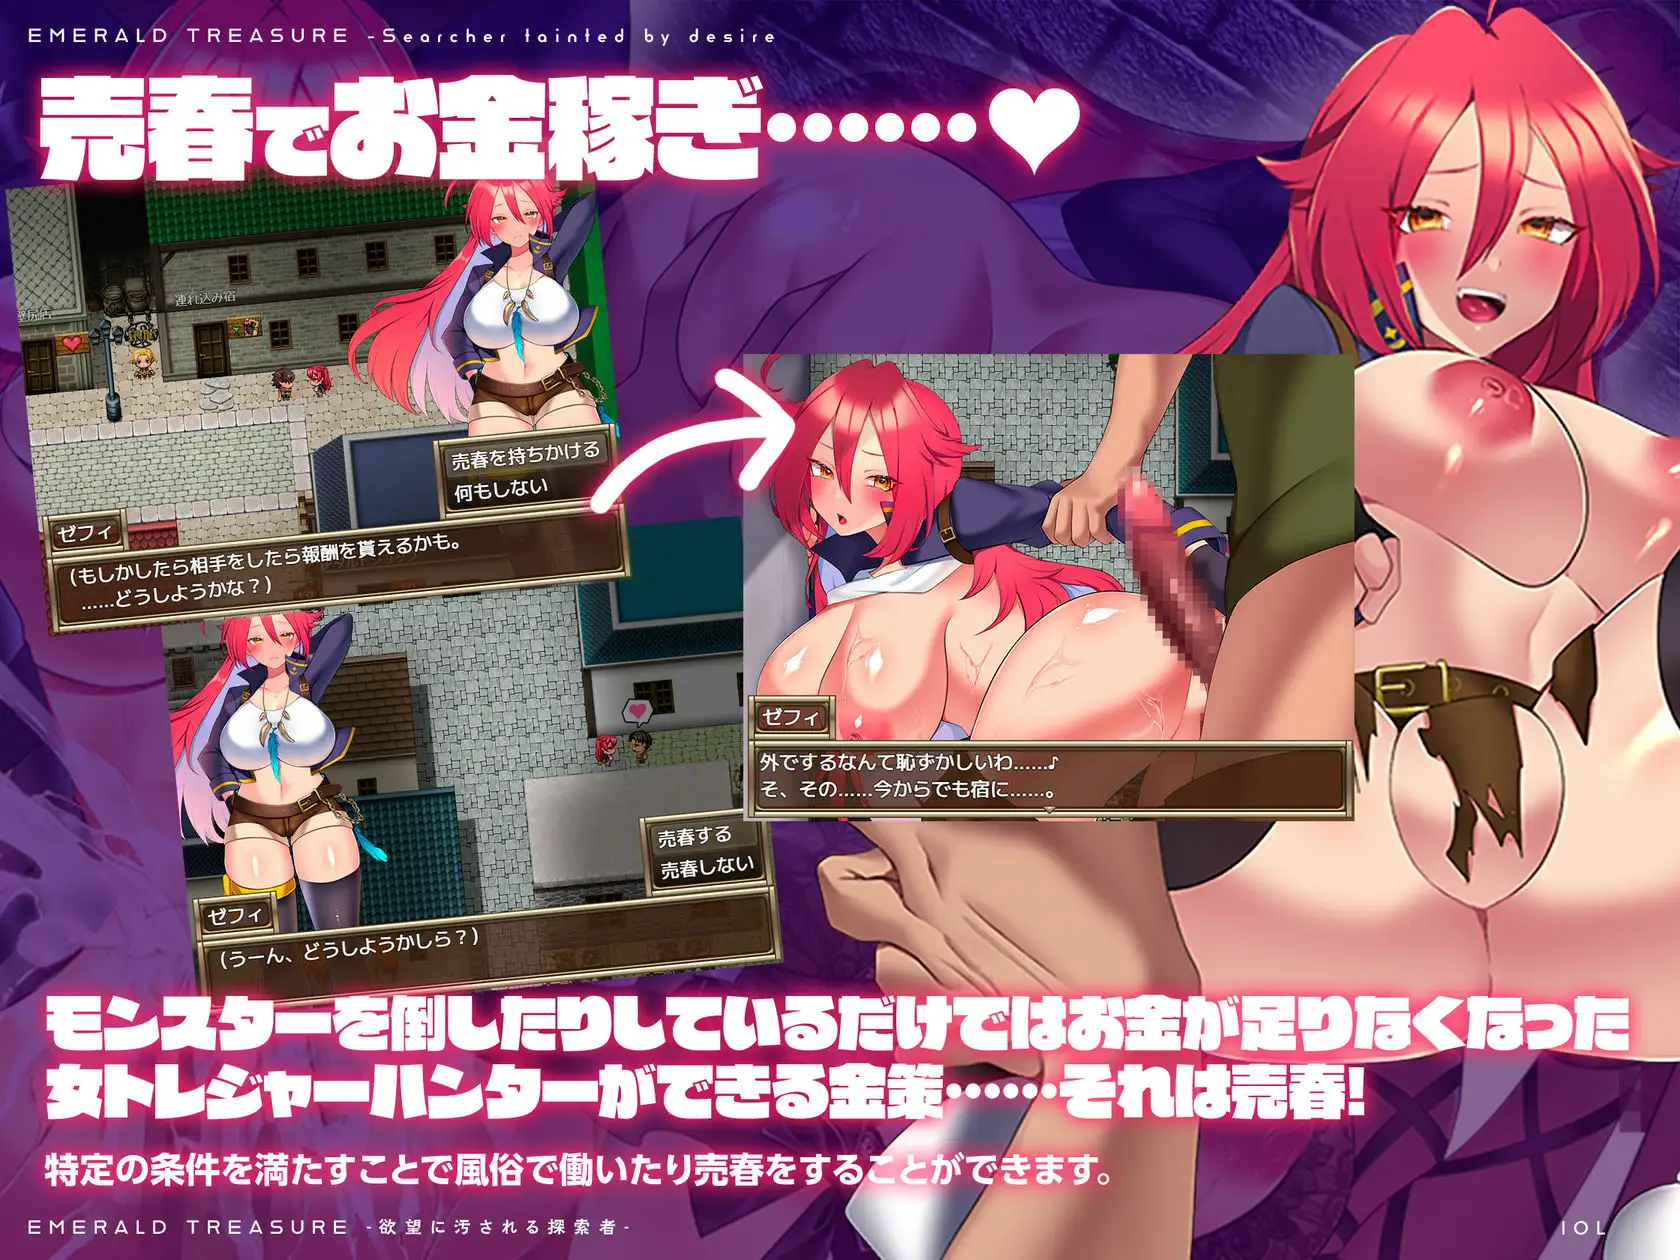 EMERALD TREASURE -Searcher tainted by desire
売春でお金稼ぎ……♥
連れ込み宿
壁尻店
売春を持ちかける
何もしない
ゼフィ
(もしかしたら相手をしたら報酬を貰えるかも。
……どうしようかな？)
売春する
売春しない
ゼフィ
(うーん、どうしようかしら？)
ゼフィ
外でするなんて恥ずかしいわ……♪
そ、その……今からでも宿に……。
モンスターを倒したりしているだけではお金が足りなくなった
女トレジャーハンターができる金策……それは売春!
特定の条件を満たすことで風俗で働いたり売春をすることができます。
EMERALD TREASURE -欲望に汚される探索者-
IOL